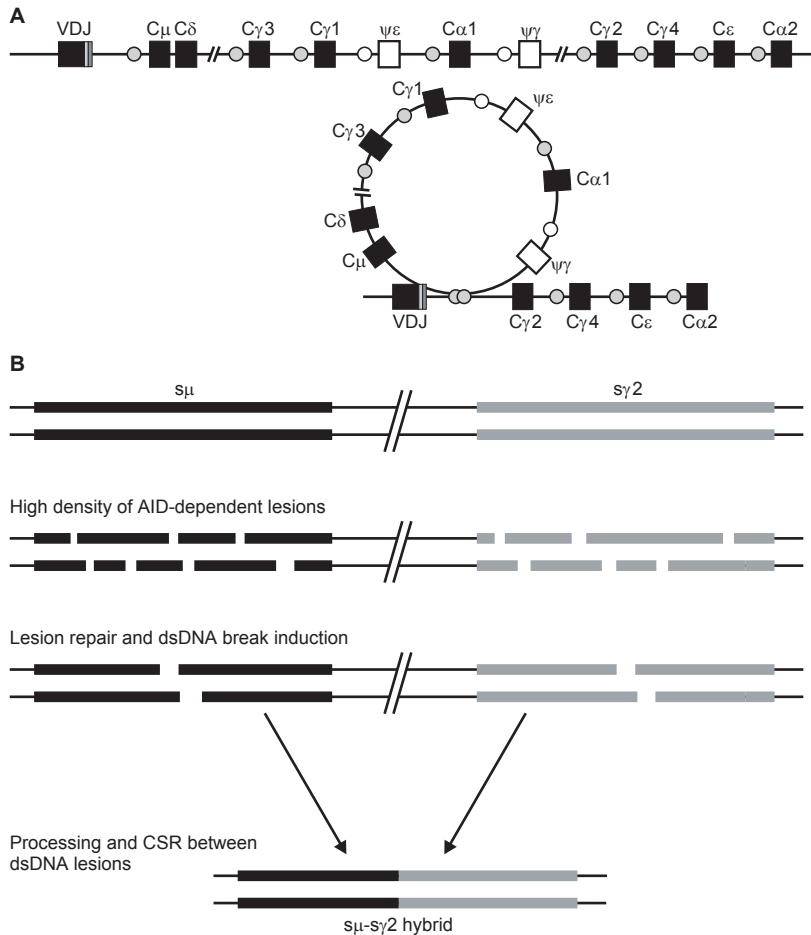 A
VDJ Cμ Cδ Cγ3 Cγ1 ψε Cα1 ψγ Cγ2 Cγ4 Cε Cα2
Cγ1
ψε
Cγ3
Cα1
Cδ
Cμ
ψγ
VDJ Cγ2 Cγ4 Cε Cα2
B
sμ sγ2
High density of AID-dependent lesions
Lesion repair and dsDNA break induction
Processing and CSR between
dsDNA lesions
sμ-sγ2 hybrid